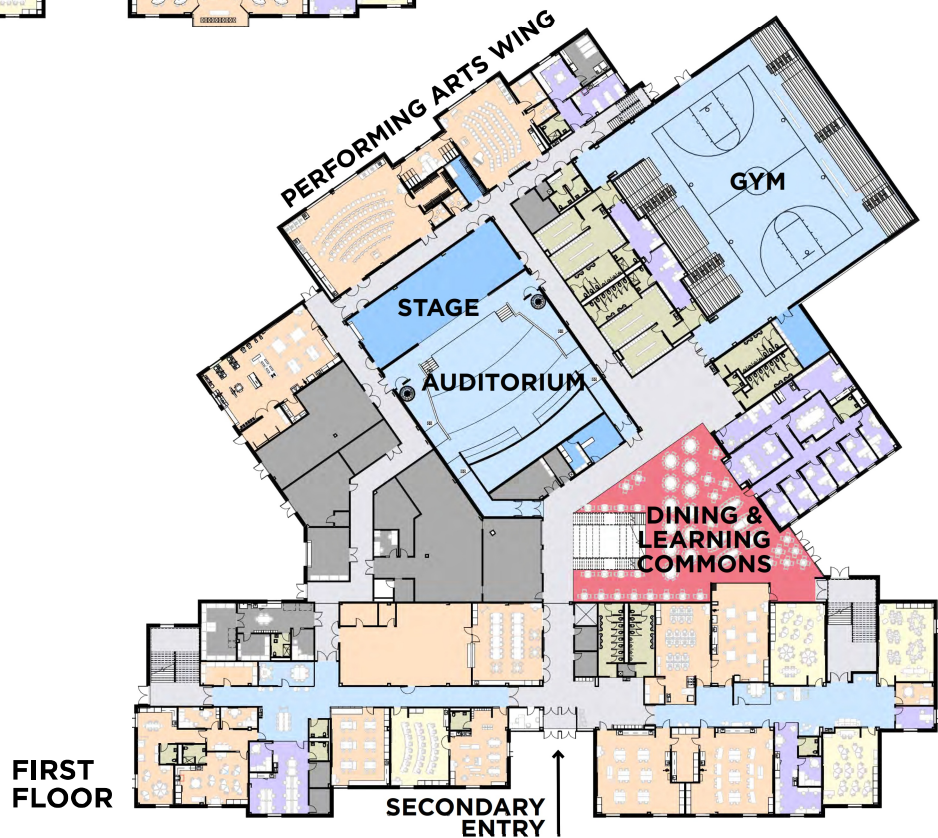 PERFORMING ARTS WING
GYM
STAGE
AUDITORIUM
DINING &
LEARNING
COMMONS
FIRST
FLOOR
SECONDARY
ENTRY